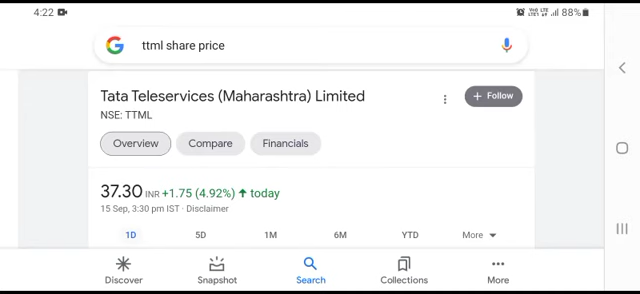 4:22 88%
ttml share price
Tata Teleservices (Maharashtra) Limited
+ Follow
NSE: TTML
Overview Compare Financials
37.30 INR +1.75 (4.92%) ↑ today
15 Sep, 3:30 pm IST · Disclaimer
1D 5D 1M 6M YTD More
Discover Snapshot Search Collections More